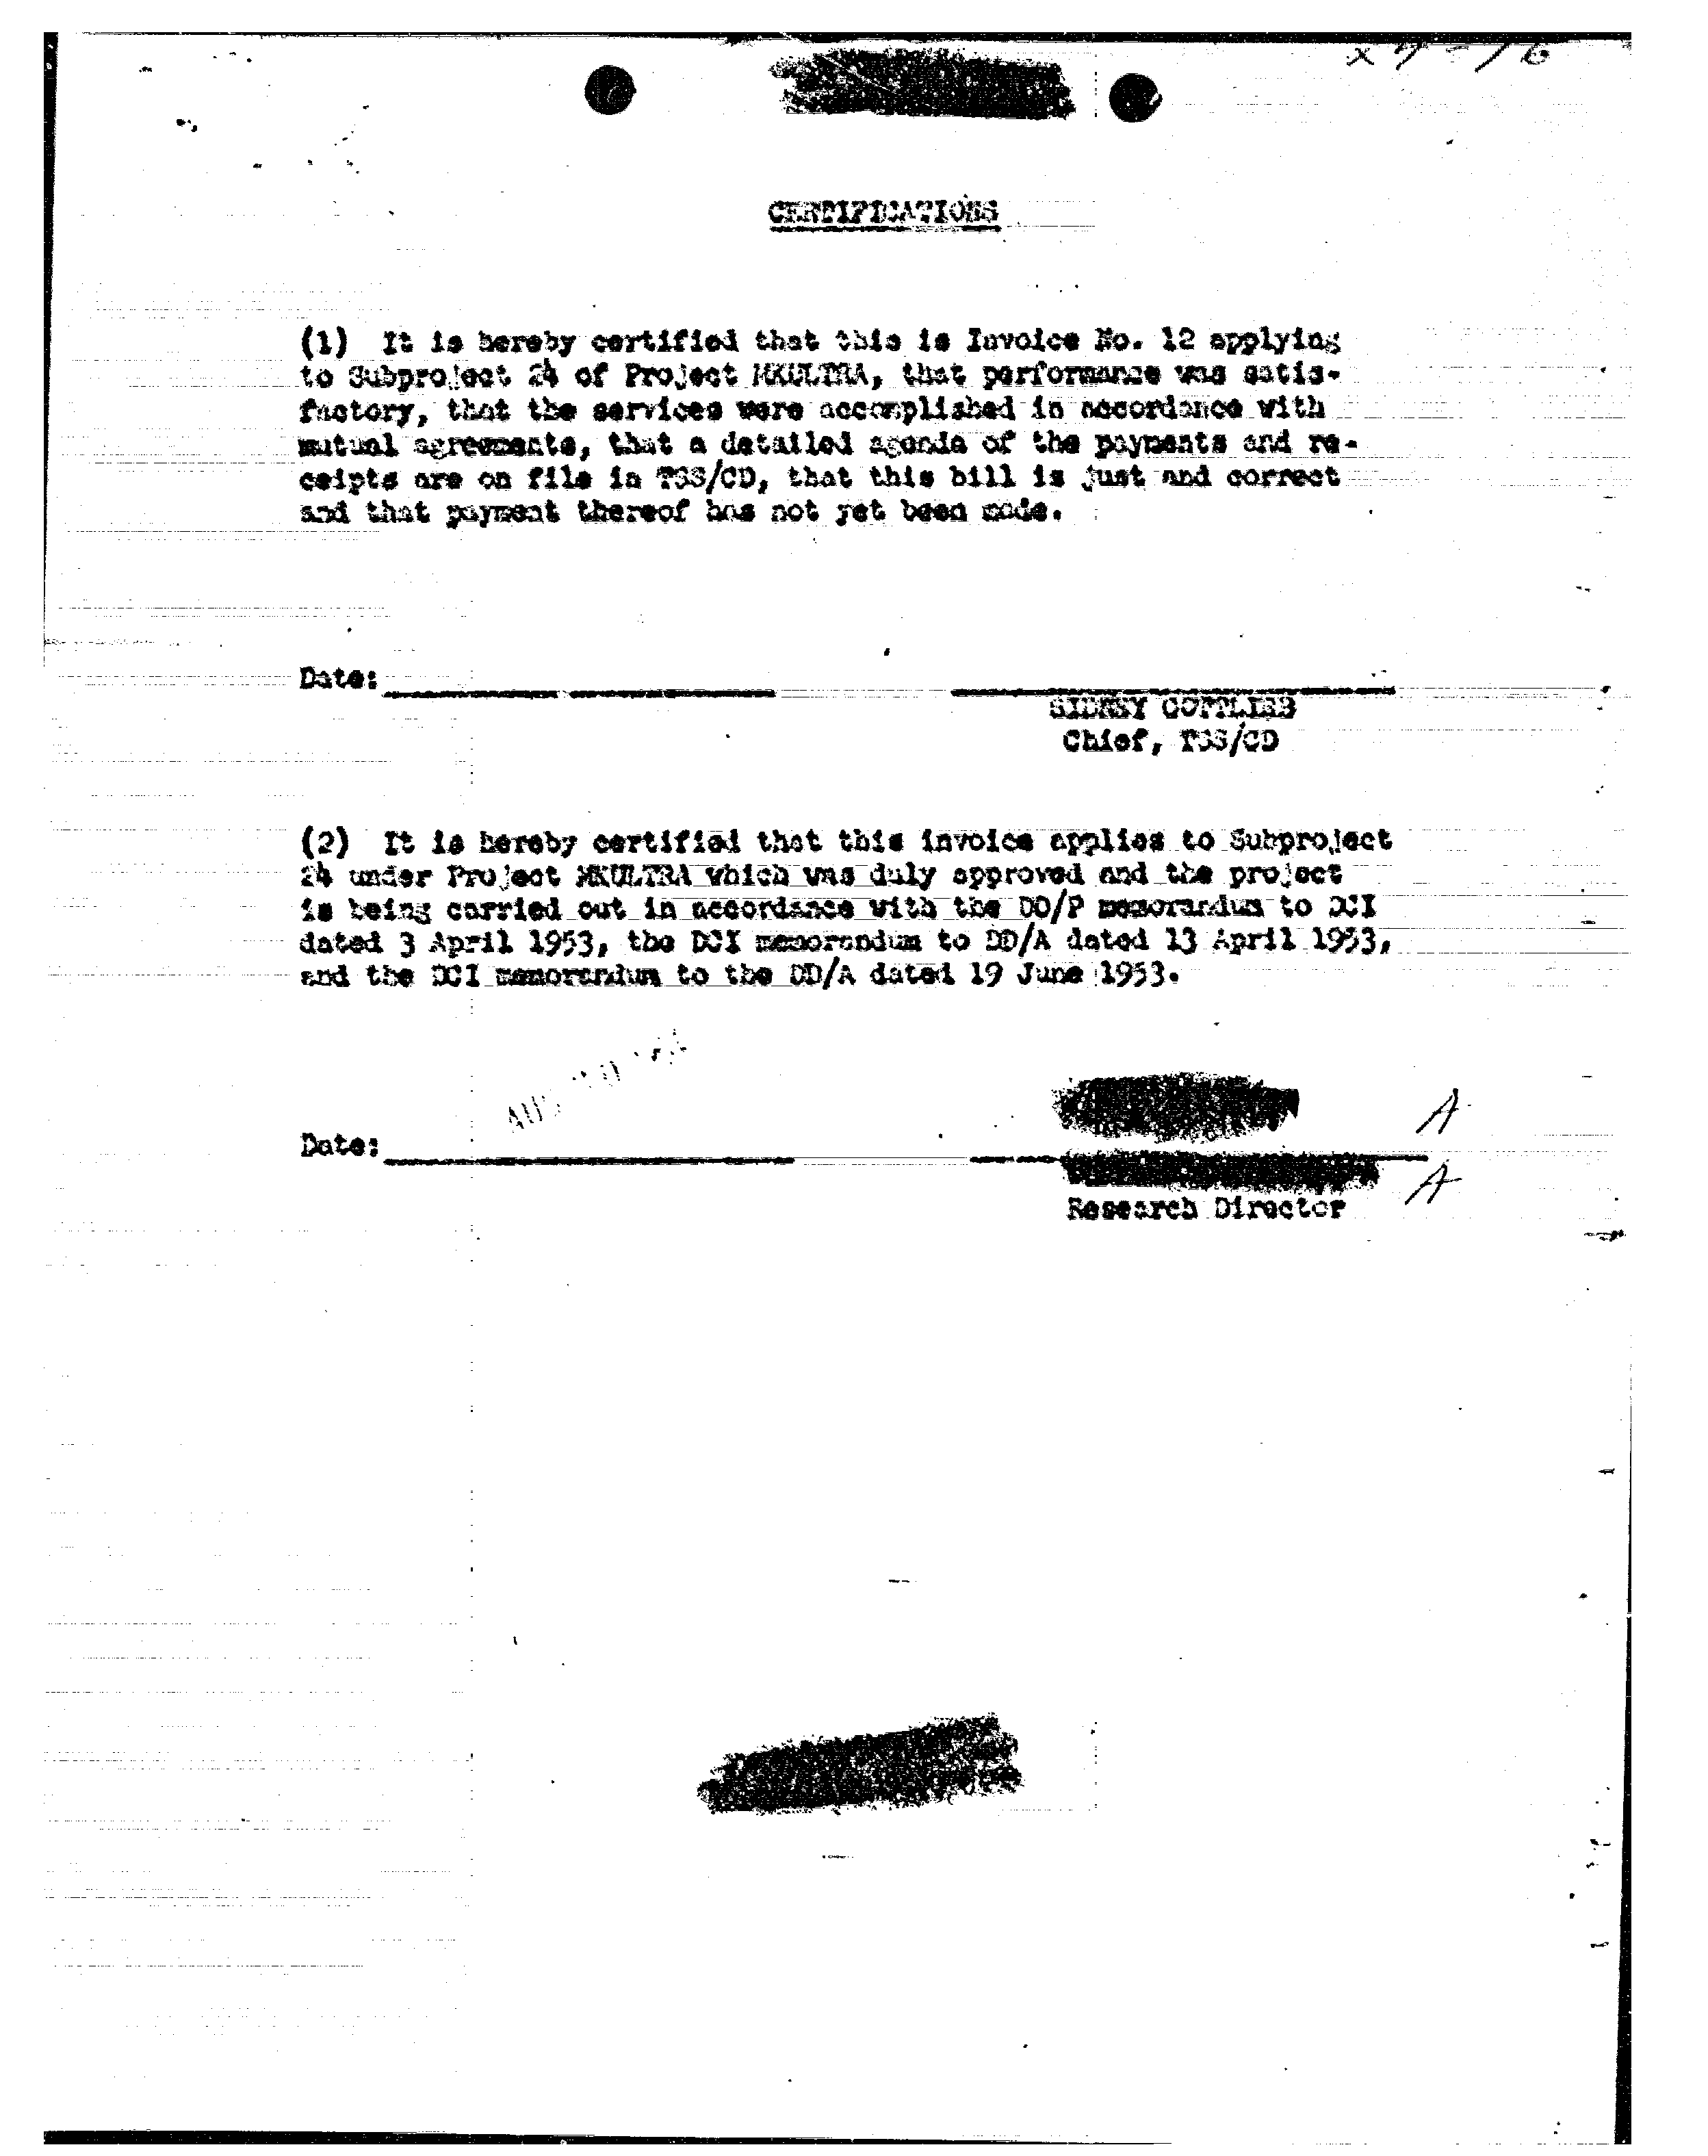 CERTIFICATIONS
(1) It is hereby certified that this is Invoice No. 12 applying
to Subproject 24 of Project MKULTRA, that performance was satis-
factory, that the services were accomplished in accordance with
mutual agreements, that a detailed agenda of the payments and re-
ceipts are on file in TSS/CD, that this bill is just and correct
and that payment thereof has not yet been made.
Date:
SIDNEY GOTTLIEB
Chief, TSS/CD
(2) It is hereby certified that this invoice applies to Subproject
24 under Project MKULTRA which was duly approved and the project
is being carried out in accordance with the DD/P memorandum to DCI
dated 3 April 1953, the DCI memorandum to DD/A dated 13 April 1953,
and the DCI memorandum to the DD/A dated 19 June 1953.
A
Date:
A
Research Director